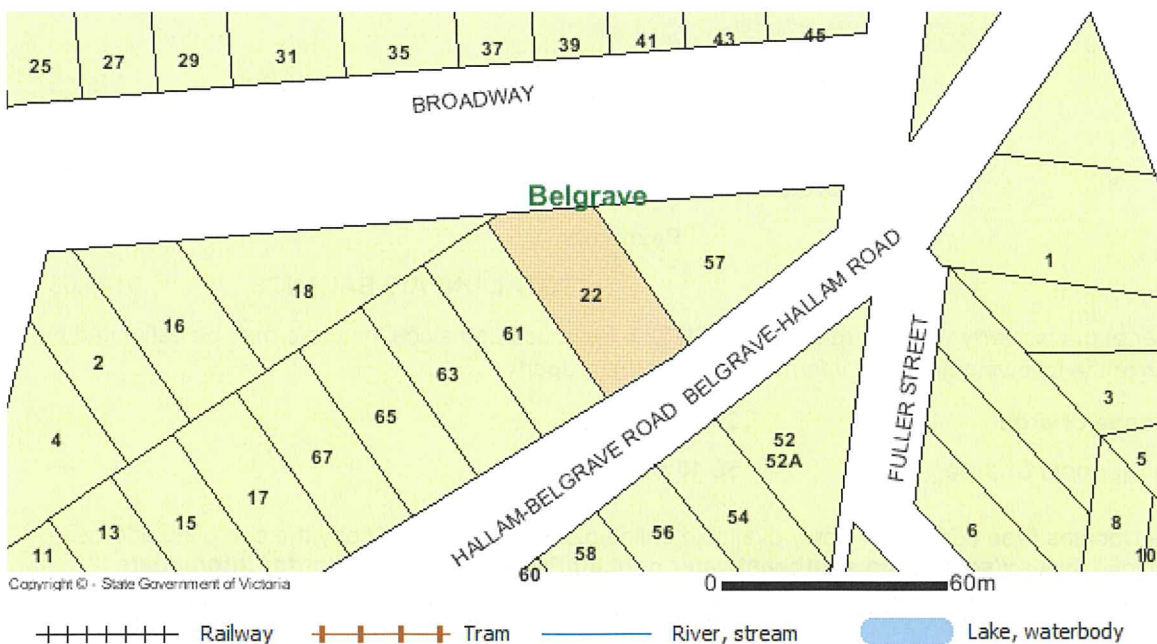 25 27 29 31 35 37 39 41 43 45
BROADWAY
Belgrave
57
1
22
18
61
16
63
2
65
3
4
67
52
52A
5
17
54
15
56
13
58
11
60
6
8
10
HALLAM-BELGRAVE ROAD BELGRAVE-HALLAM ROAD
FULLER STREET
Copyright © - State Government of Victoria
0 60m
Railway Tram River, stream Lake, waterbody